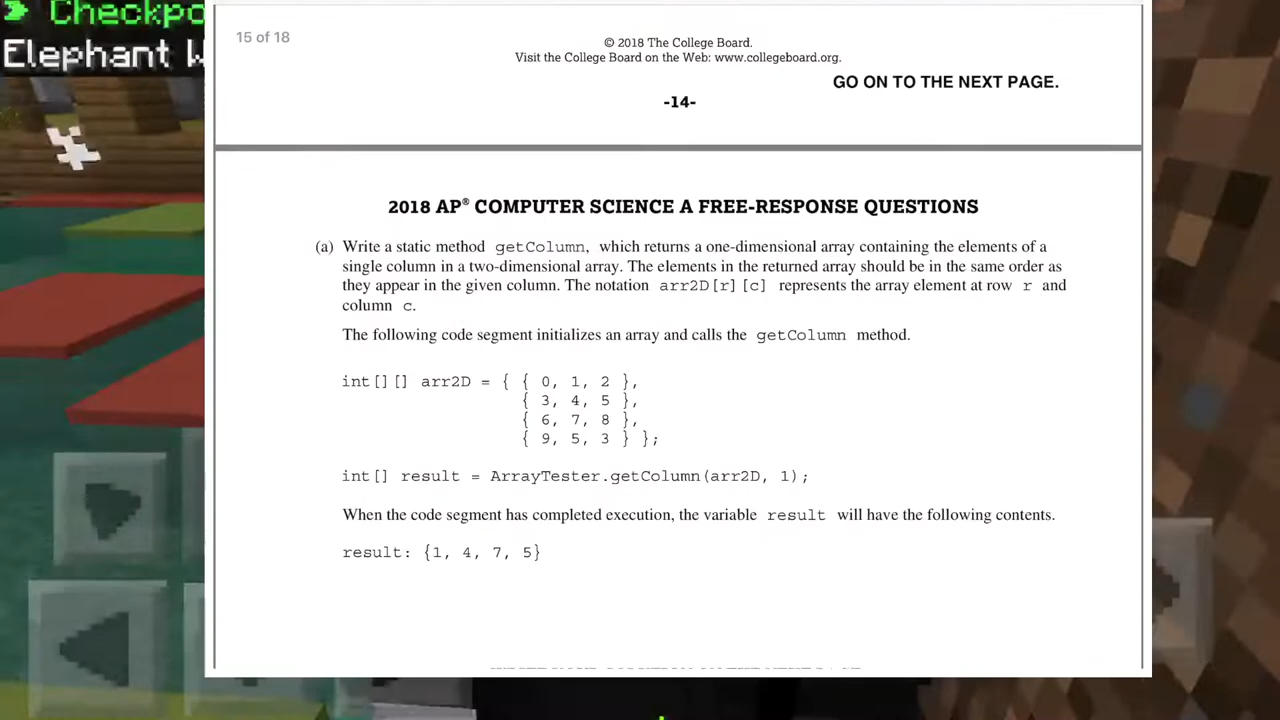 Checkpo
Elephant W
15 of 18
© 2018 The College Board.
Visit the College Board on the Web: www.collegeboard.org.
GO ON TO THE NEXT PAGE.
-14-
2018 AP® COMPUTER SCIENCE A FREE-RESPONSE QUESTIONS
(a) Write a static method getColumn, which returns a one-dimensional array containing the elements of a
single column in a two-dimensional array. The elements in the returned array should be in the same order as
they appear in the given column. The notation arr2D[r][c] represents the array element at row r and
column c.
The following code segment initializes an array and calls the getColumn method.
int[][] arr2D = { { 0, 1, 2 },
{ 3, 4, 5 },
{ 6, 7, 8 },
{ 9, 5, 3 } };
int[] result = ArrayTester.getColumn(arr2D, 1);
When the code segment has completed execution, the variable result will have the following contents.
result: {1, 4, 7, 5}